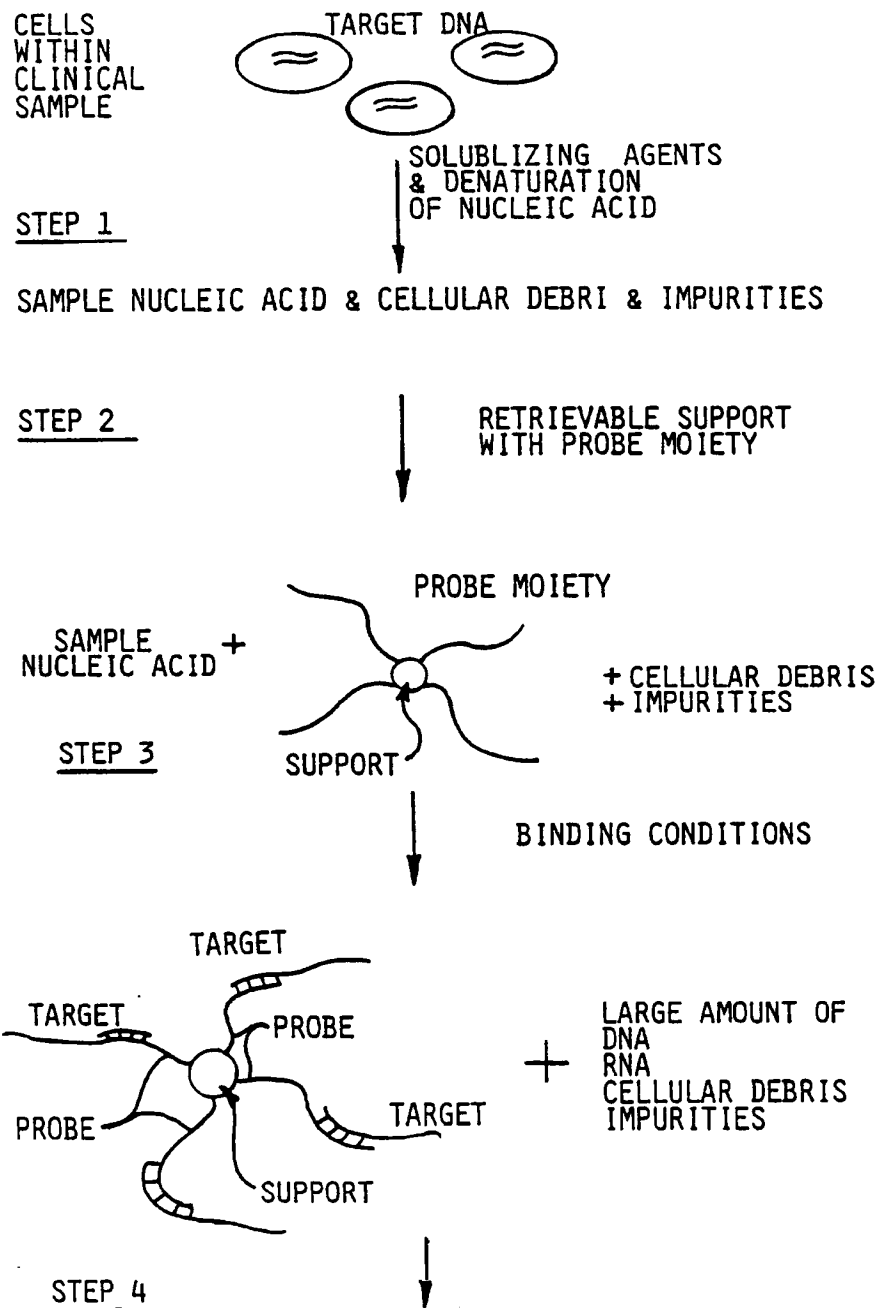 CELLS
WITHIN
CLINICAL
SAMPLE
TARGET DNA
SOLUBLIZING AGENTS
& DENATURATION
OF NUCLEIC ACID
STEP 1
SAMPLE NUCLEIC ACID & CELLULAR DEBRI & IMPURITIES
STEP 2
RETRIEVABLE SUPPORT
WITH PROBE MOIETY
PROBE MOIETY
SAMPLE
NUCLEIC ACID +
+ CELLULAR DEBRIS
+ IMPURITIES
STEP 3
SUPPORT
BINDING CONDITIONS
TARGET
TARGET
PROBE
PROBE
TARGET
SUPPORT
+
LARGE AMOUNT OF
DNA
RNA
CELLULAR DEBRIS
IMPURITIES
STEP 4